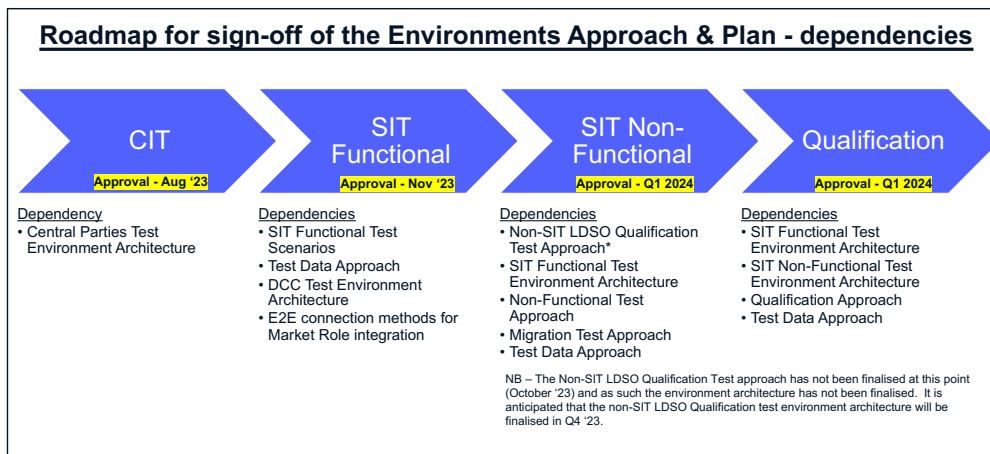 Roadmap for sign-off of the Environments Approach & Plan - dependencies
CIT
Approval - Aug ‘23
SIT
Functional
Approval - Nov ‘23
SIT Non-
Functional
Approval - Q1 2024
Qualification
Approval - Q1 2024
Dependency
• Central Parties Test
Environment Architecture
Dependencies
• SIT Functional Test
Scenarios
• Test Data Approach
• DCC Test Environment
Architecture
• E2E connection methods for
Market Role integration
Dependencies
• Non-SIT LDSO Qualification
Test Approach*
• SIT Functional Test
Environment Architecture
• Non-Functional Test
Approach
• Migration Test Approach
• Test Data Approach
Dependencies
• SIT Functional Test
Environment Architecture
• SIT Non-Functional Test
Environment Architecture
• Qualification Approach
• Test Data Approach
NB – The Non-SIT LDSO Qualification Test approach has not been finalised at this point
(October ‘23) and as such the environment architecture has not been finalised. It is
anticipated that the non-SIT LDSO Qualification test environment architecture will be
finalised in Q4 ‘23.